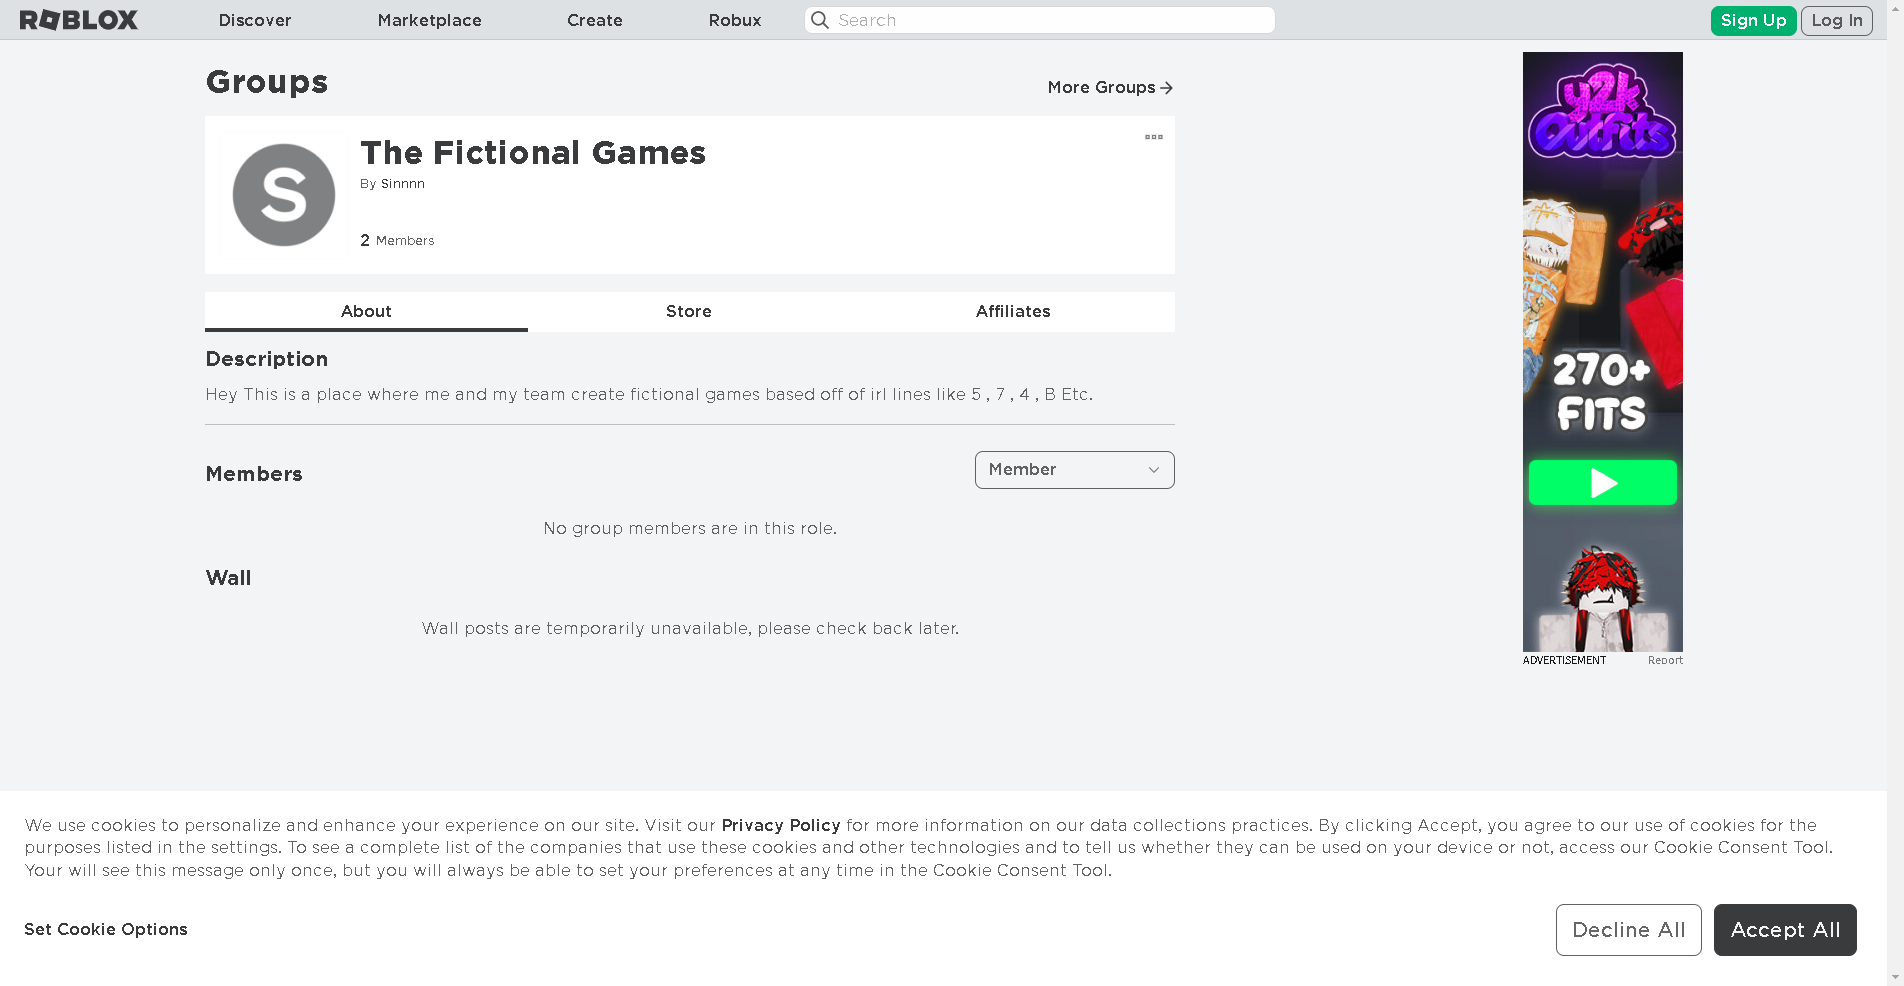 ROBLOX
Discover
Marketplace
Create
Robux
Search
Sign Up
Log In
Groups
More Groups
The Fictional Games
By Sinnnn
S
2 Members
About
Store
Affiliates
Description
Hey This is a place where me and my team create fictional games based off of irl lines like 5 , 7 , 4 , B Etc.
Members
Member
No group members are in this role.
Wall
Wall posts are temporarily unavailable, please check back later.
y2k
Outfits
270+
FITS
ADVERTISEMENT
Report
We use cookies to personalize and enhance your experience on our site. Visit our Privacy Policy for more information on our data collections practices. By clicking Accept, you agree to our use of cookies for the
purposes listed in the settings. To see a complete list of the companies that use these cookies and other technologies and to tell us whether they can be used on your device or not, access our Cookie Consent Tool.
Your will see this message only once, but you will always be able to set your preferences at any time in the Cookie Consent Tool.
Set Cookie Options
Decline All
Accept All